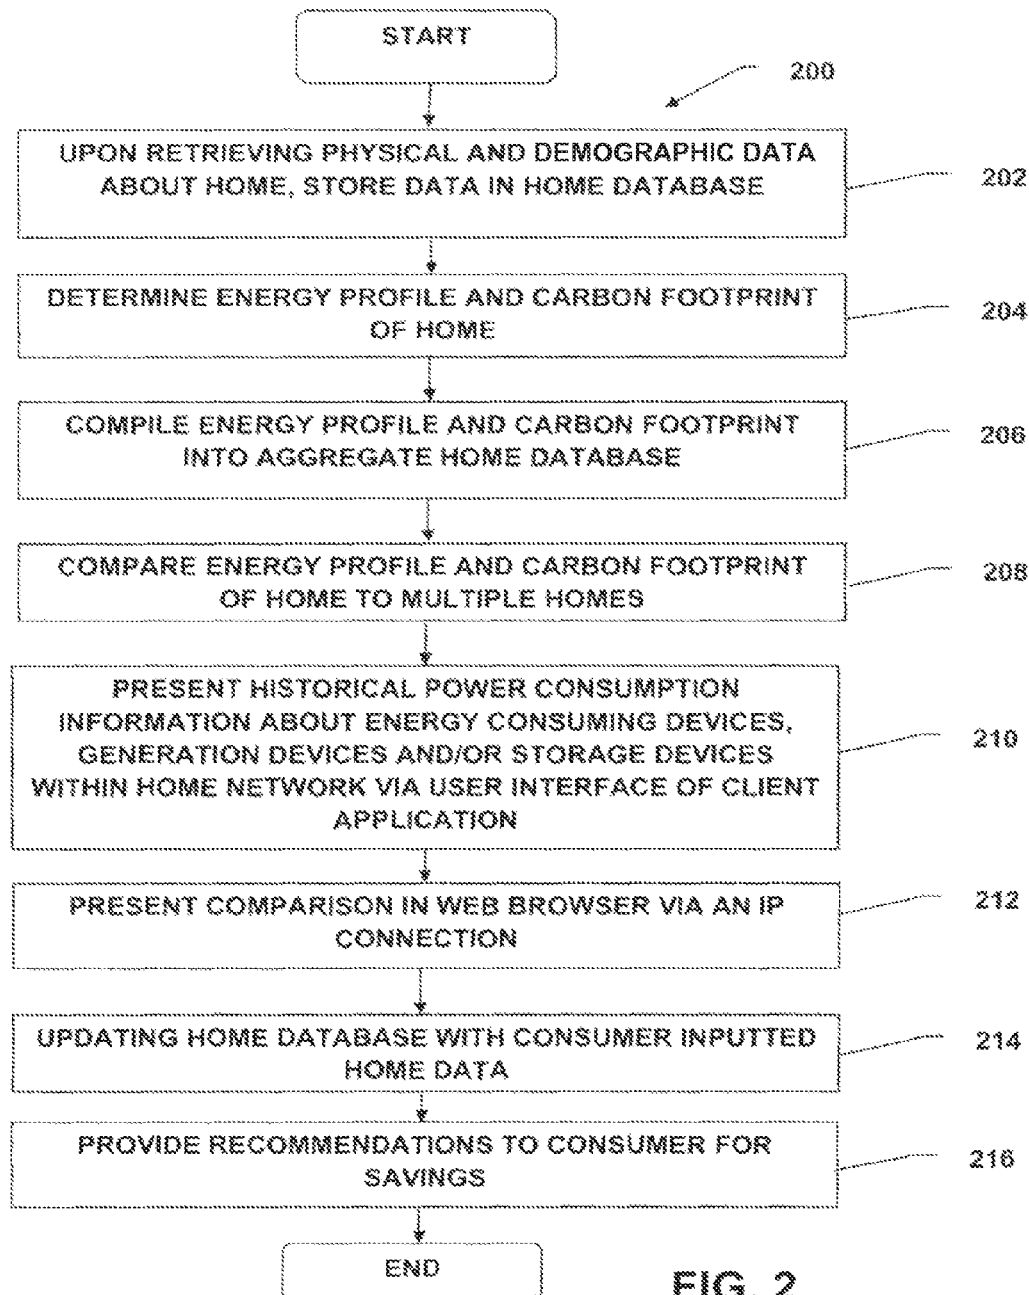 START
200
UPON RETRIEVING PHYSICAL AND DEMOGRAPHIC DATA
ABOUT HOME, STORE DATA IN HOME DATABASE
202
DETERMINE ENERGY PROFILE AND CARBON FOOTPRINT
OF HOME
204
COMPILE ENERGY PROFILE AND CARBON FOOTPRINT
INTO AGGREGATE HOME DATABASE
206
COMPARE ENERGY PROFILE AND CARBON FOOTPRINT
OF HOME TO MULTIPLE HOMES
208
PRESENT HISTORICAL POWER CONSUMPTION
INFORMATION ABOUT ENERGY CONSUMING DEVICES,
GENERATION DEVICES AND/OR STORAGE DEVICES
WITHIN HOME NETWORK VIA USER INTERFACE OF CLIENT
APPLICATION
210
PRESENT COMPARISON IN WEB BROWSER VIA AN IP
CONNECTION
212
UPDATING HOME DATABASE WITH CONSUMER INPUTTED
HOME DATA
214
PROVIDE RECOMMENDATIONS TO CONSUMER FOR
SAVINGS
216
END
FIG. 2